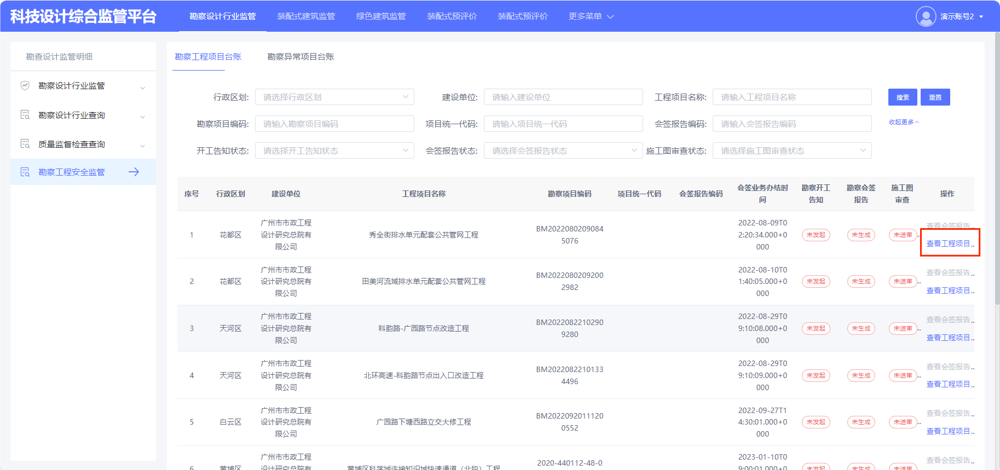 科技设计综合监管平台
勘察设计行业监管 装配式建筑监管 绿色建筑监管 装配式预评价 装配式预评价 更多菜单
演示账号2
勘查设计监管明细
勘察设计行业监管
勘察设计行业查询
质量监督检查查询
勘察工程安全监管
勘察工程项目台账 勘察异常项目台账
行政区划: 请选择行政区划 建设单位: 请输入建设单位 工程项目名称: 请输入工程项目名称 搜索 重置
勘察项目编码: 请输入勘察项目编码 项目统一代码: 请输入项目统一代码 会签报告编码: 请输入会签报告编码 收起更多
开工告知状态: 请选择开工告知状态 会签报告状态: 请选择会签报告状态 施工图审查状态: 请选择施工图审查状态
序号 行政区划 建设单位 工程项目名称 勘察项目编码 项目统一代码 会签报告编码 会签业务办结时 勘察开工 勘察会签 施工图 操作
间 告知 报告 审查
广州市市政工程 2022-08-09T0 查看会签报告..
BM2022080209084
1 花都区 设计研究总院有 秀全街排水单元配套公共管网工程 2:20:34.000+0 未发起 未生成 未送审 ..
5076 查看工程项目..
限公司 000
广州市市政工程 2022-08-10T0 查看会签报告..
BM2022080209200
2 花都区 设计研究总院有 田美河流域排水单元配套公共管网工程 1:40:05.000+0 未发起 未生成 未送审 ..
2982 查看工程项目..
限公司 000
广州市市政工程 2022-08-29T0 查看会签报告..
BM2022082210290
3 天河区 设计研究总院有 科韵路-广园路节点改造工程 9:10:08.000+0 未发起 未生成 未送审 ..
9280 查看工程项目..
限公司 000
广州市市政工程 2022-08-29T0 查看会签报告..
BM2022082210133
4 天河区 设计研究总院有 北环高速-科韵路节点出入口改造工程 9:10:09.000+0 未发起 未生成 未送审 ..
4496 查看工程项目..
限公司 000
广州市市政工程 2022-09-27T1 查看会签报告..
BM2022092011120
5 白云区 设计研究总院有 广园路下塘西路立交大修工程 4:30:01.000+0 未发起 未生成 未送审 ..
0552 查看工程项目..
限公司 000
广州市市政工程 2023-01-10T0 查看会签报告..
2020-440112-48-0
6 黄埔区 设计研究总院有 黄埔区科学城连接知识城快速通道（北段）工程 9:00:01.000+0 未发起 未生成 未送审